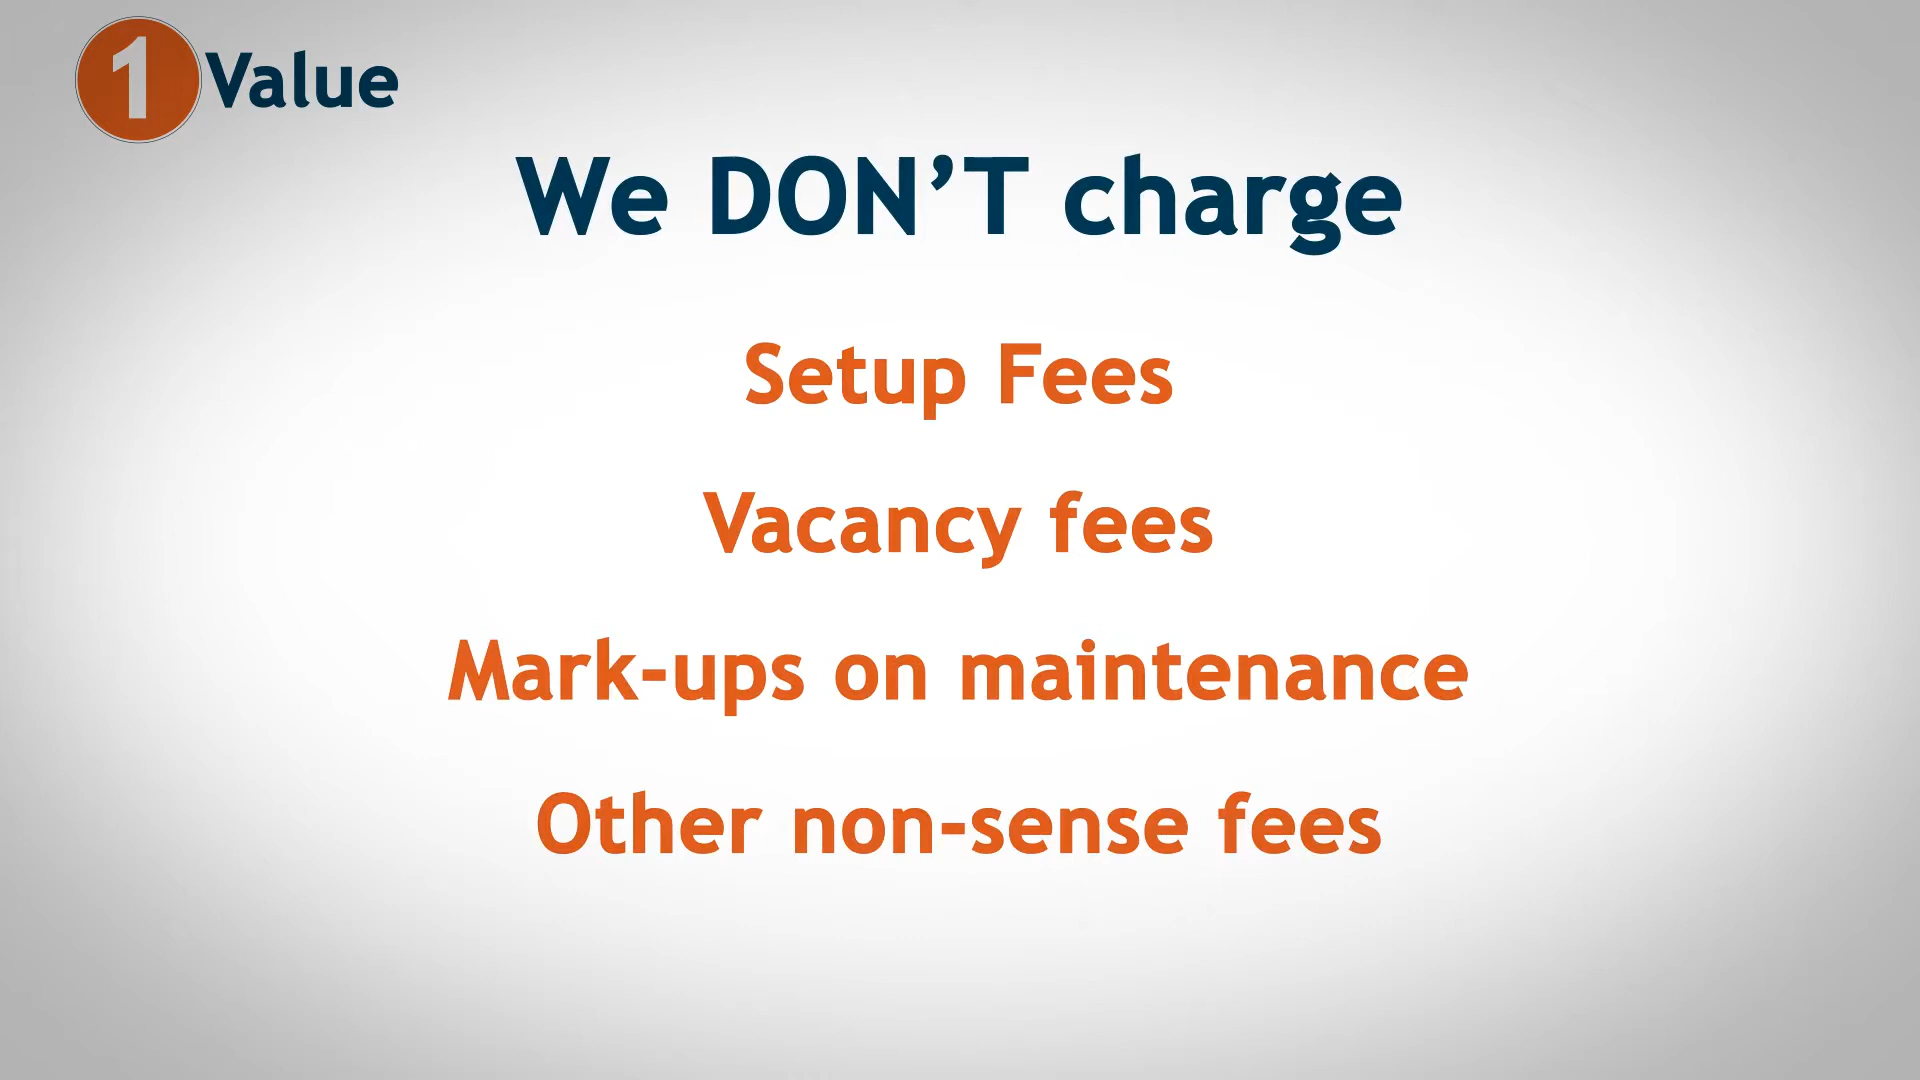 1 Value
We DON’T charge
Setup Fees
Vacancy fees
Mark-ups on maintenance
Other non-sense fees